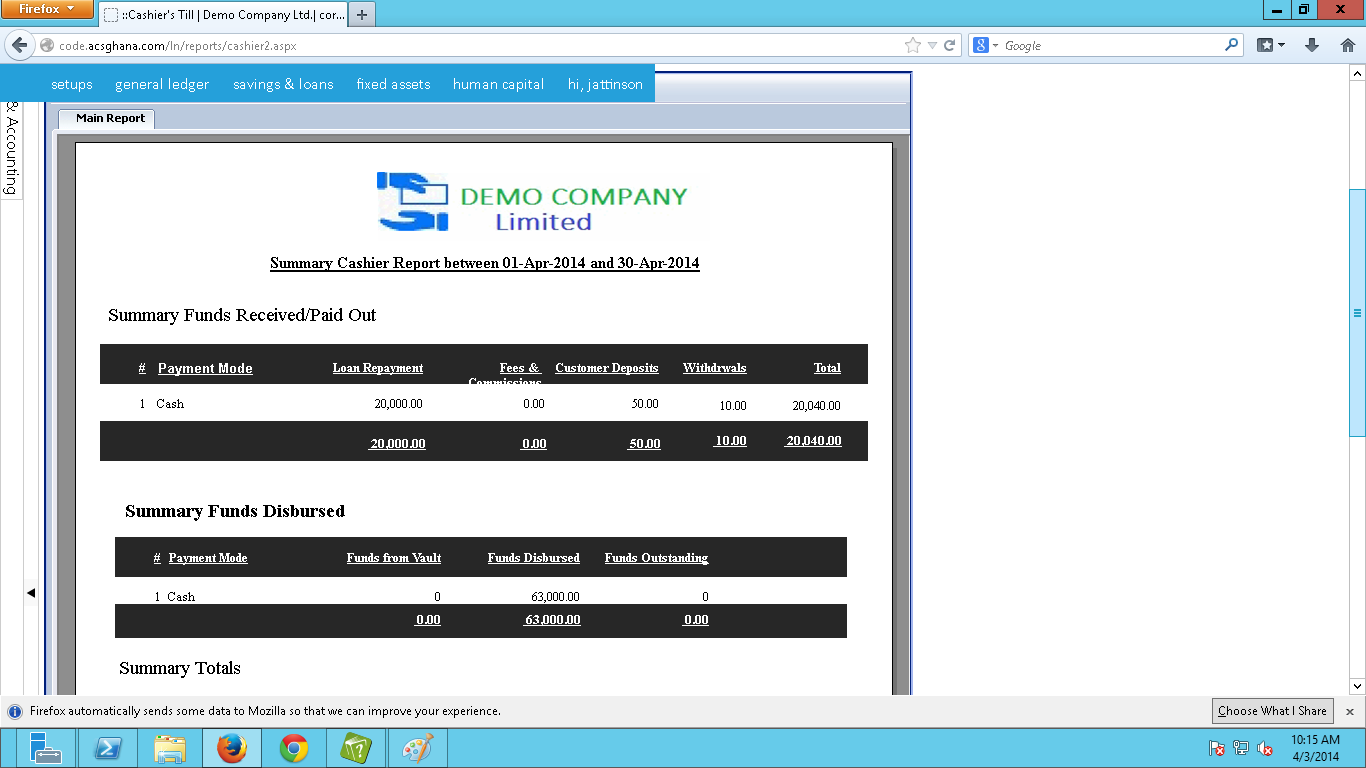 Firefox
::Cashier's Till | Demo Company Ltd.| cor...
code.acsghana.com/ln/reports/cashier2.aspx
Google
setups general ledger savings & loans fixed assets human capital hi, jattinson
& Accounting
Main Report
DEMO COMPANY
Limited
Summary Cashier Report between 01-Apr-2014 and 30-Apr-2014
Summary Funds Received/Paid Out
# Payment Mode Loan Repayment Fees & Commissions Customer Deposits Withdrwals Total
1 Cash 20,000.00 0.00 50.00 10.00 20,040.00
20,000.00 0.00 50.00 10.00 20,040.00
Summary Funds Disbursed
# Payment Mode Funds from Vault Funds Disbursed Funds Outstanding
1 Cash 0 63,000.00 0
0.00 63,000.00 0.00
Summary Totals
Firefox automatically sends some data to Mozilla so that we can improve your experience.
Choose What I Share
10:15 AM
4/3/2014